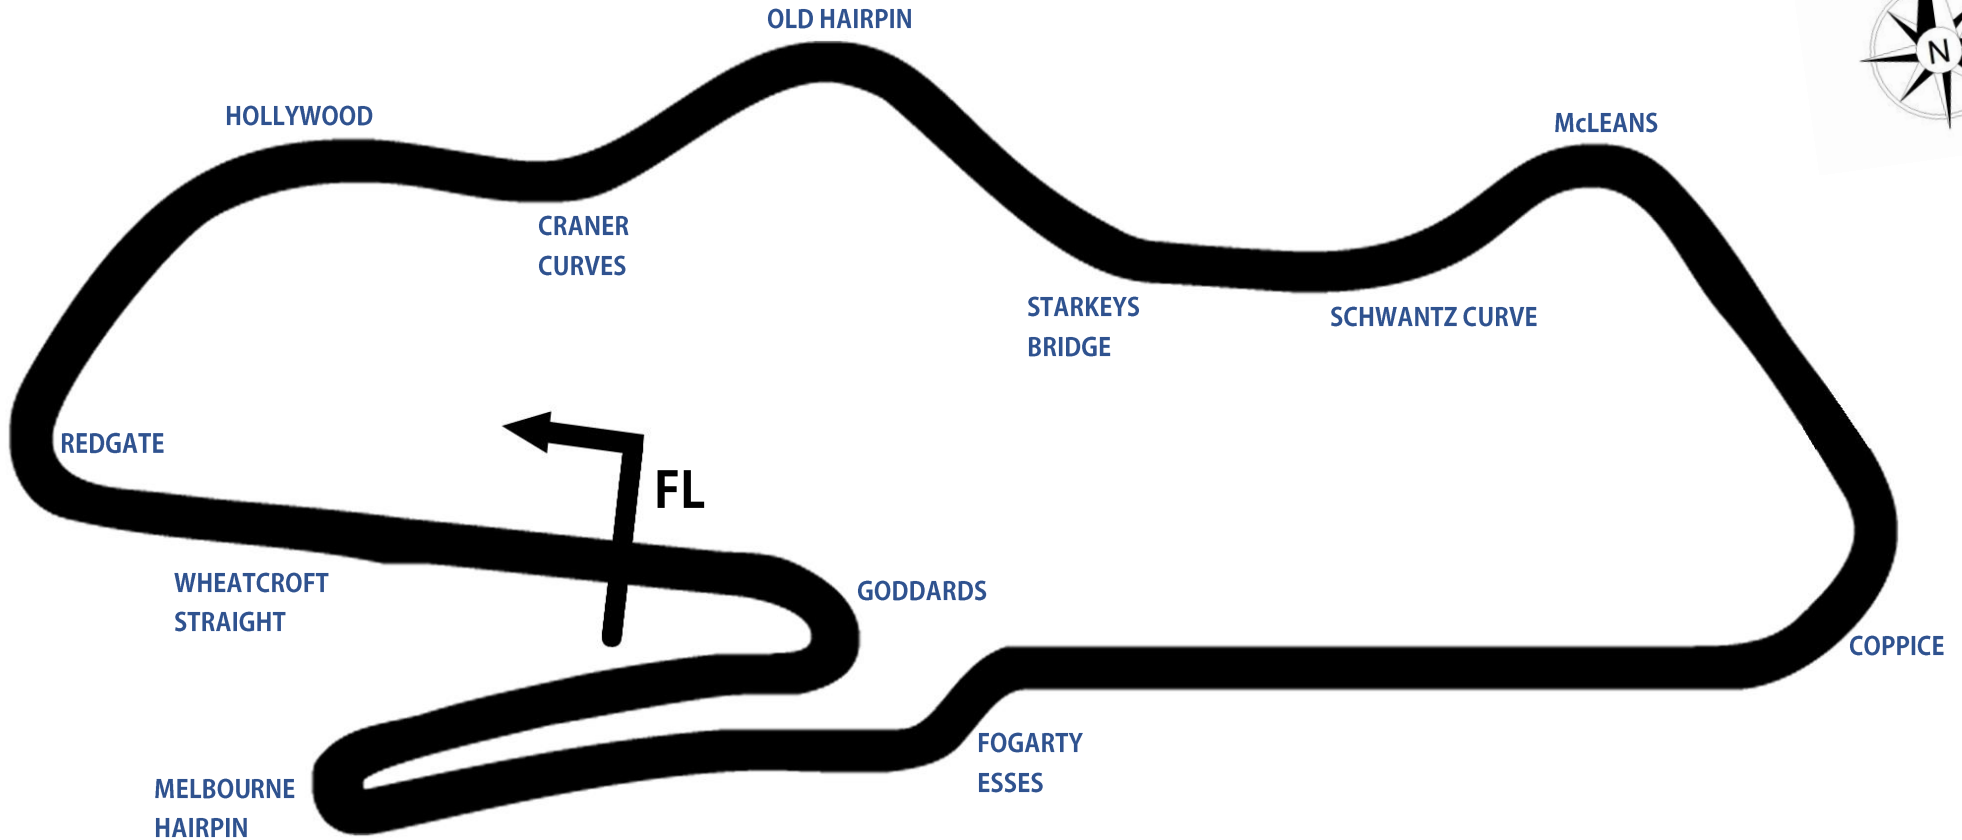 OLD HAIRPIN
N
HOLLYWOOD
McLEANS
CRANER
CURVES
STARKEYS
BRIDGE
SCHWANTZ CURVE
REDGATE
FL
WHEATCROFT
STRAIGHT
GODDARDS
COPPICE
FOGARTY
ESSES
MELBOURNE
HAIRPIN